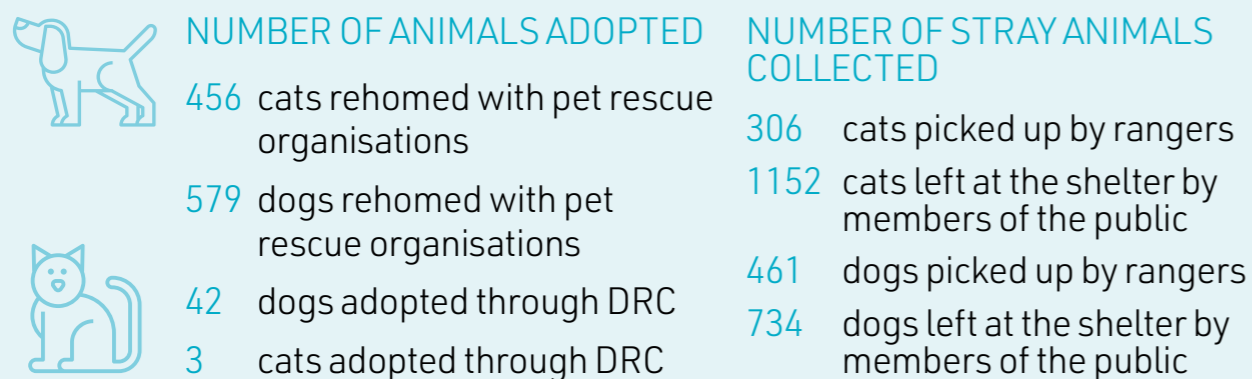 NUMBER OF ANIMALS ADOPTED
456 cats rehomed with pet rescue
organisations
579 dogs rehomed with pet
rescue organisations
42 dogs adopted through DRC
3 cats adopted through DRC
NUMBER OF STRAY ANIMALS
COLLECTED
306 cats picked up by rangers
1152 cats left at the shelter by
members of the public
461 dogs picked up by rangers
734 dogs left at the shelter by
members of the public